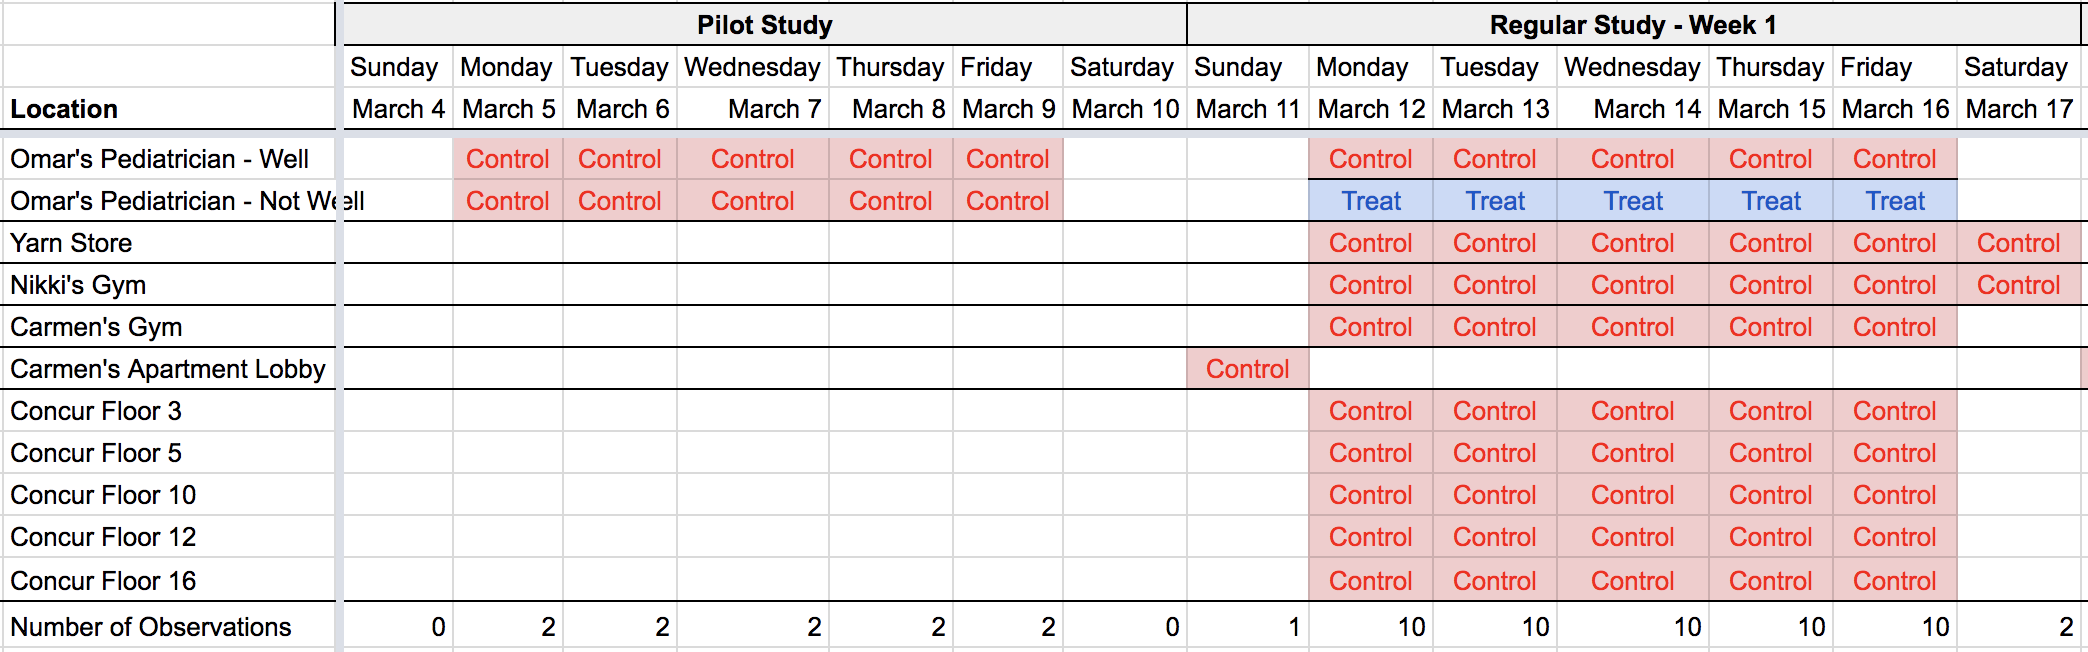 Pilot Study Regular Study - Week 1
Sunday Monday Tuesday Wednesday Thursday Friday Saturday Sunday Monday Tuesday Wednesday Thursday Friday Saturday
Location March 4 March 5 March 6 March 7 March 8 March 9 March 10 March 11 March 12 March 13 March 14 March 15 March 16 March 17
Omar's Pediatrician - Well Control Control Control Control Control Control Control Control Control Control
Omar's Pediatrician - Not Well Control Control Control Control Control Treat Treat Treat Treat Treat
Yarn Store Control Control Control Control Control Control
Nikki's Gym Control Control Control Control Control Control
Carmen's Gym Control Control Control Control Control
Carmen's Apartment Lobby Control
Concur Floor 3 Control Control Control Control Control
Concur Floor 5 Control Control Control Control Control
Concur Floor 10 Control Control Control Control Control
Concur Floor 12 Control Control Control Control Control
Concur Floor 16 Control Control Control Control Control
Number of Observations 0 2 2 2 2 2 0 1 10 10 10 10 10 2